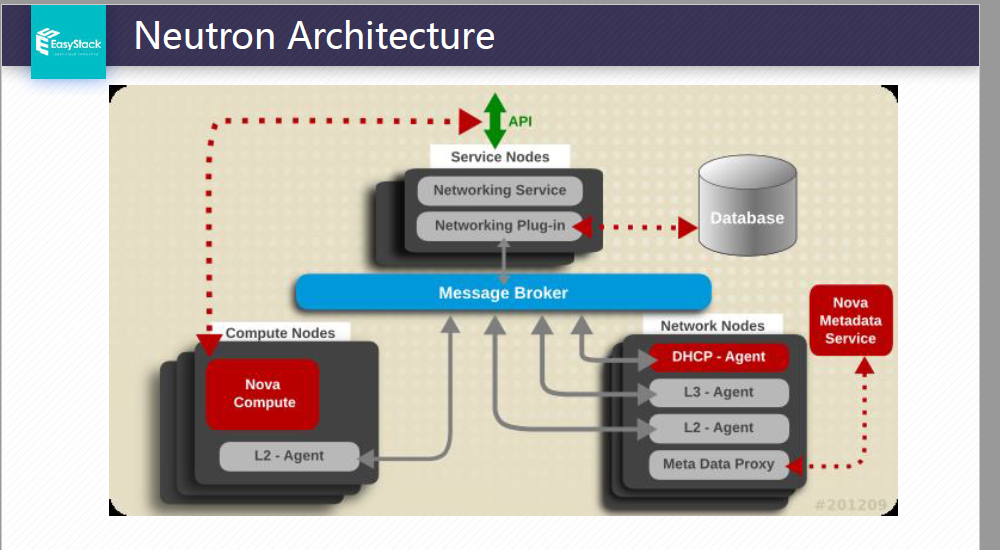 EasyStack
Neutron Architecture
API
Service Nodes
Networking Service
Networking Plug-in
Database
Message Broker
Nova
Metadata
Service
Compute Nodes
Nova
Compute
L2 - Agent
Network Nodes
DHCP - Agent
L3 - Agent
L2 - Agent
Meta Data Proxy
#201209